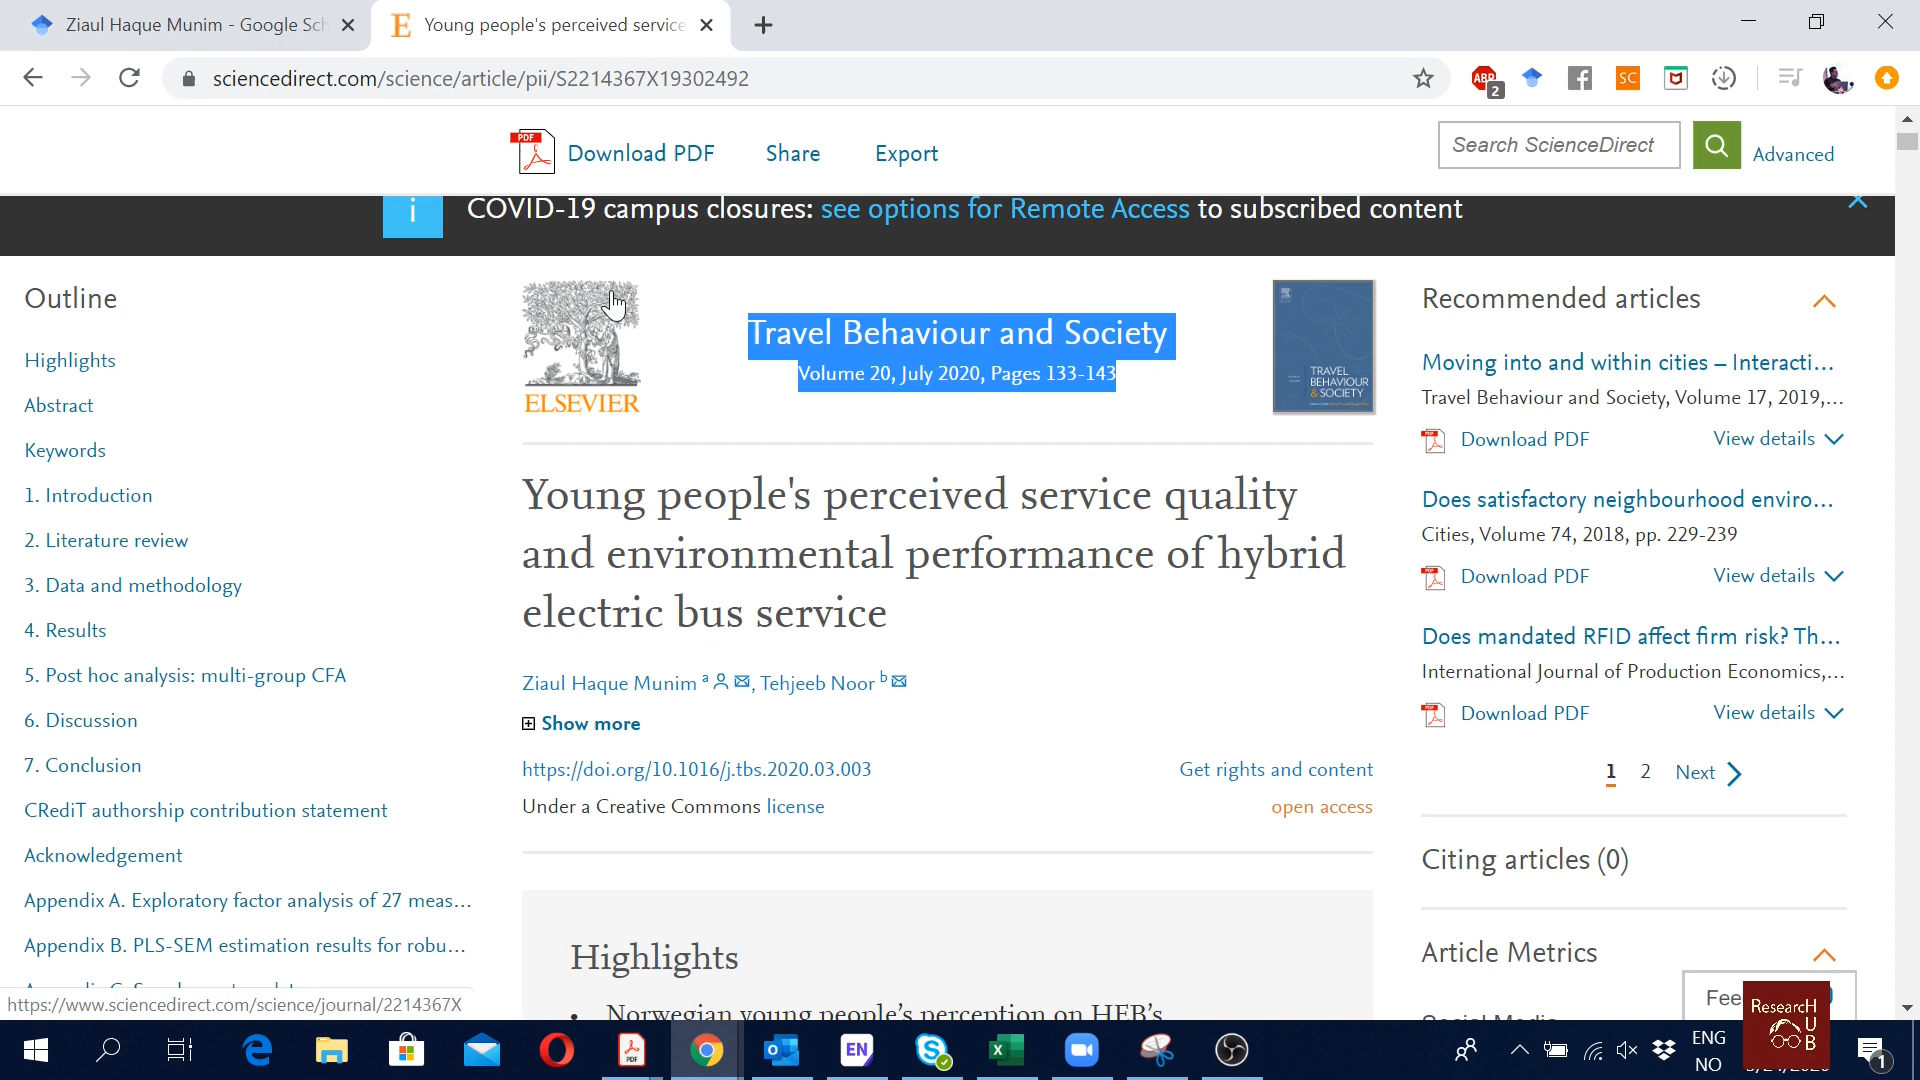 Ziaul Haque Munim - Google Sch
Young people's perceived service
sciencedirect.com/science/article/pii/S2214367X19302492
ABP
2
SC
PDF
Download PDF
Share
Export
Search ScienceDirect
Advanced
i
COVID-19 campus closures: see options for Remote Access to subscribed content
Outline
Highlights
Abstract
Keywords
1. Introduction
2. Literature review
3. Data and methodology
4. Results
5. Post hoc analysis: multi-group CFA
6. Discussion
7. Conclusion
CRediT authorship contribution statement
Acknowledgement
Appendix A. Exploratory factor analysis of 27 meas...
Appendix B. PLS-SEM estimation results for robu...
https://www.sciencedirect.com/science/journal/2214367X
ELSEVIER
Travel Behaviour and Society
Volume 20, July 2020, Pages 133-143
TRAVEL
BEHAVIOUR
& SOCIETY
Young people's perceived service quality
and environmental performance of hybrid
electric bus service
Ziaul Haque Munim a, Tehjeeb Noor b
Show more
https://doi.org/10.1016/j.tbs.2020.03.003
Get rights and content
Under a Creative Commons license
open access
Highlights
• Norwegian young people's perception on HEB's
Recommended articles
Moving into and within cities – Interacti...
Travel Behaviour and Society, Volume 17, 2019,...
Download PDF
View details
Does satisfactory neighbourhood enviro...
Cities, Volume 74, 2018, pp. 229-239
Download PDF
View details
Does mandated RFID affect firm risk? Th...
International Journal of Production Economics,...
Download PDF
View details
1 2 Next
Citing articles (0)
Article Metrics
Social Media
PDF
EN
ENG
NO
ResearcH
U
B
1